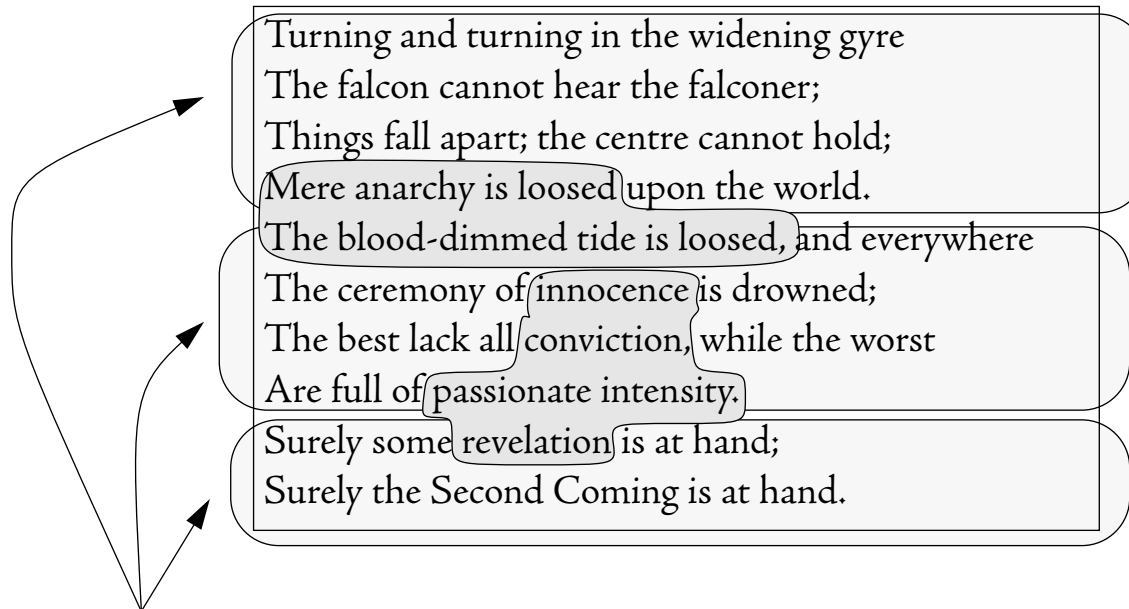 Turning and turning in the widening gyre
The falcon cannot hear the falconer;
Things fall apart; the centre cannot hold;
Mere anarchy is loosed upon the world.
The blood-dimmed tide is loosed, and everywhere
The ceremony of innocence is drowned;
The best lack all conviction, while the worst
Are full of passionate intensity.
Surely some revelation is at hand;
Surely the Second Coming is at hand.